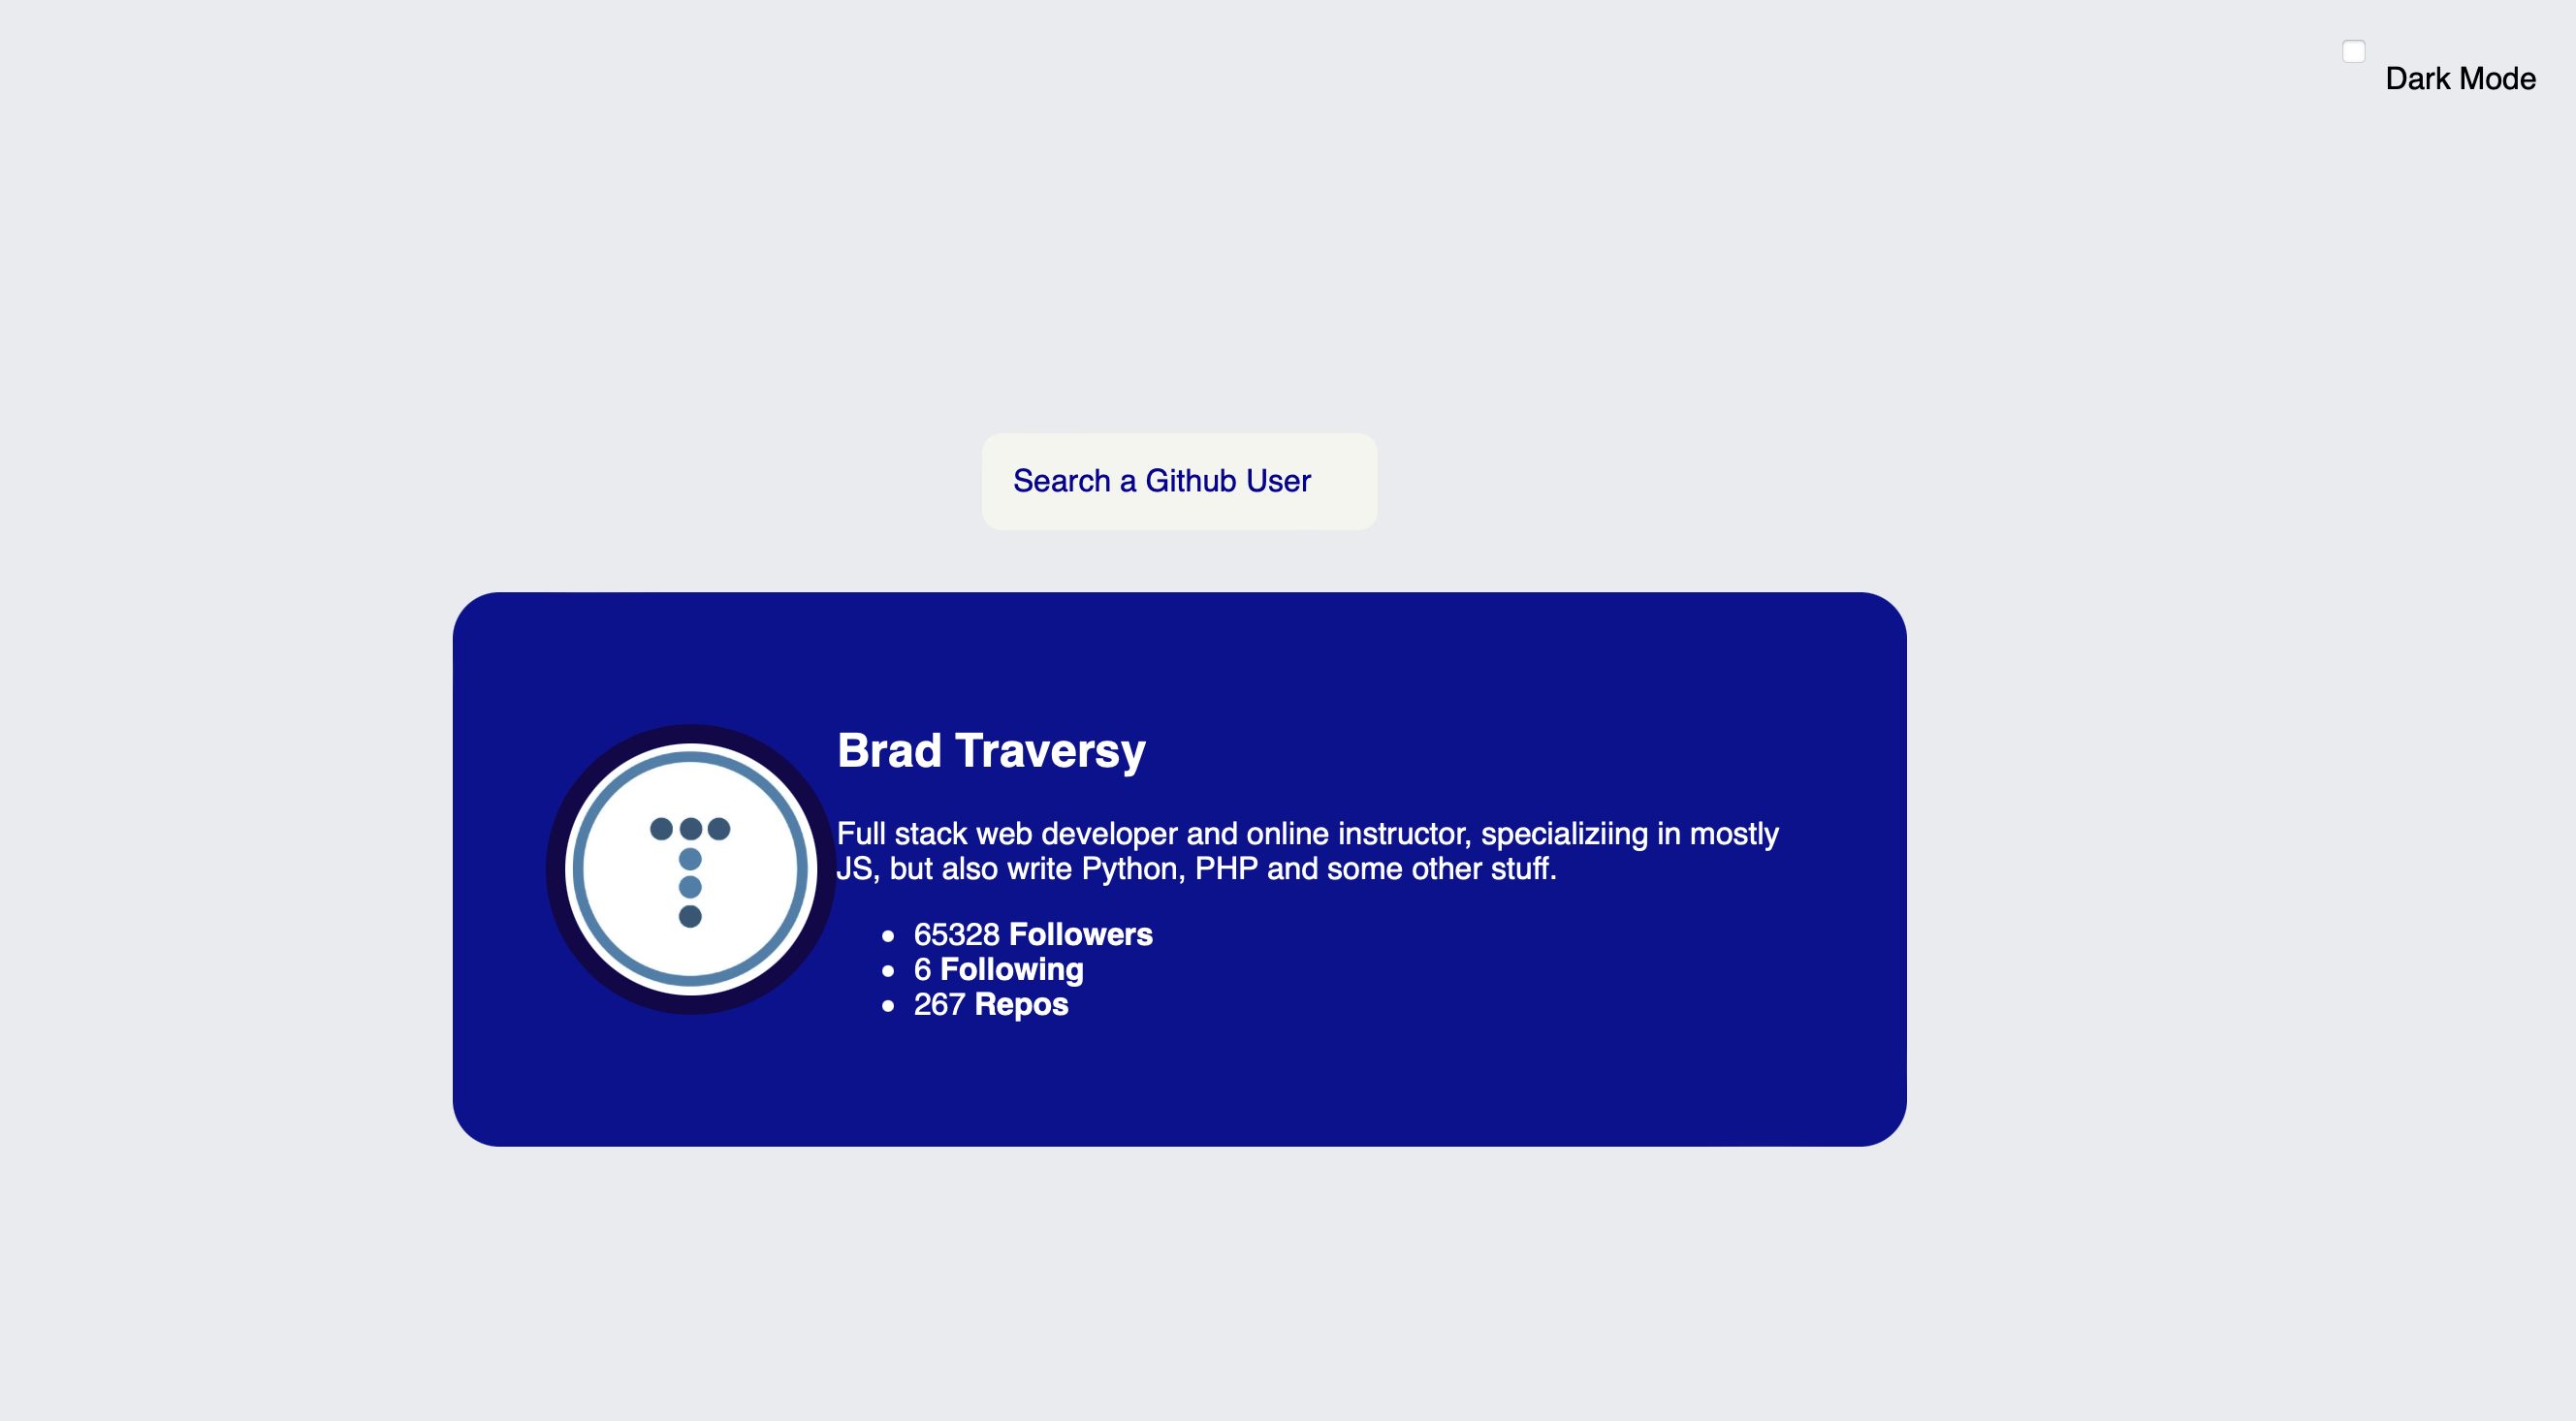 Dark Mode
Search a Github User
Brad Traversy
Full stack web developer and online instructor, specializiing in mostly
JS, but also write Python, PHP and some other stuff.
65328 Followers
6 Following
267 Repos